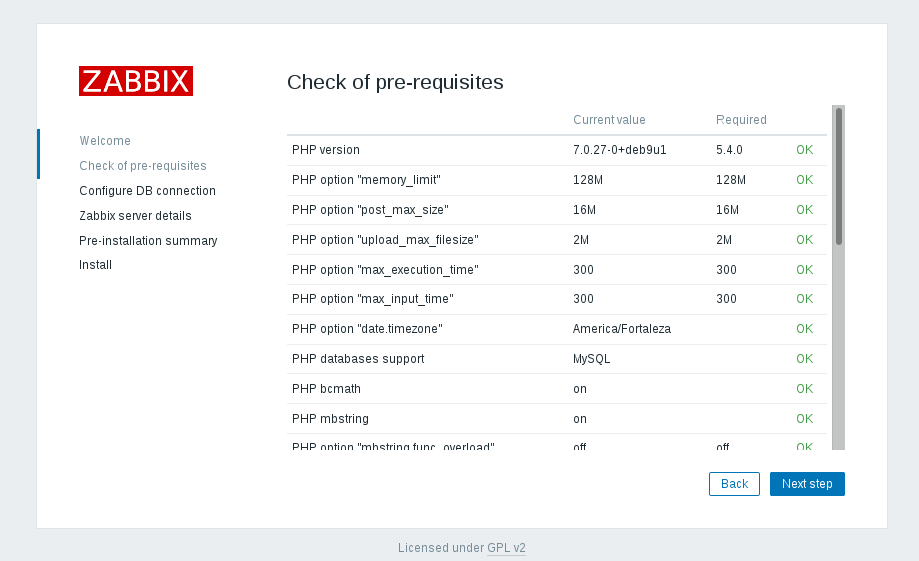 ZABBIX
Welcome
Check of pre-requisites
Configure DB connection
Zabbix server details
Pre-installation summary
Install
Check of pre-requisites
Current value Required
PHP version 7.0.27-0+deb9u1 5.4.0 OK
PHP option "memory_limit" 128M 128M OK
PHP option "post_max_size" 16M 16M OK
PHP option "upload_max_filesize" 2M 2M OK
PHP option "max_execution_time" 300 300 OK
PHP option "max_input_time" 300 300 OK
PHP option "date.timezone" America/Fortaleza OK
PHP databases support MySQL OK
PHP bcmath on OK
PHP mbstring on OK
PHP option "mbstring.func_overload" off off OK
Back Next step
Licensed under GPL v2